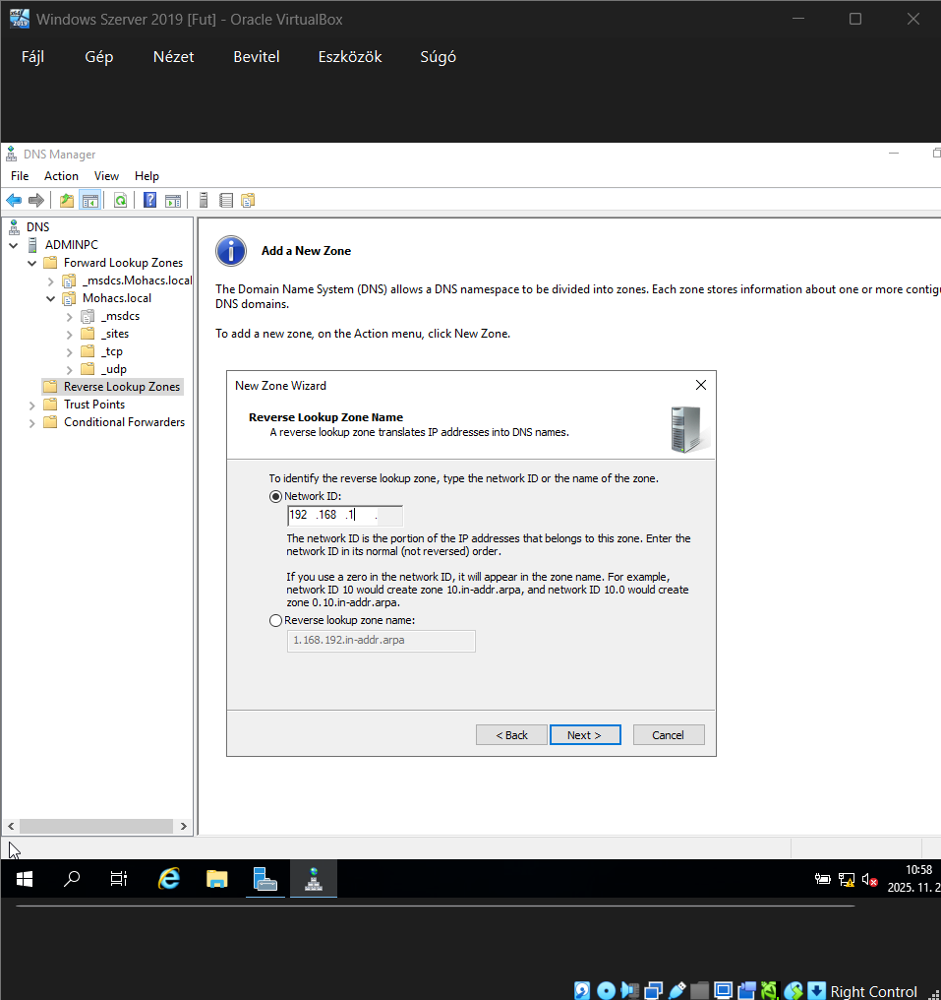 Windows Szerver 2019 [Fut] - Oracle VirtualBox
Fájl Gép Nézet Bevitel Eszközök Súgó
DNS Manager
File Action View Help
DNS
ADMINPC
Forward Lookup Zones
_msdcs.Mohacs.local
Mohacs.local
_msdcs
_sites
_tcp
_udp
Reverse Lookup Zones
Trust Points
Conditional Forwarders
Add a New Zone
The Domain Name System (DNS) allows a DNS namespace to be divided into zones. Each zone stores information about one or more contigu
DNS domains.
To add a new zone, on the Action menu, click New Zone.
New Zone Wizard
Reverse Lookup Zone Name
A reverse lookup zone translates IP addresses into DNS names.
To identify the reverse lookup zone, type the network ID or the name of the zone.
Network ID:
192 .168 .1 .
The network ID is the portion of the IP addresses that belongs to this zone. Enter the
network ID in its normal (not reversed) order.
If you use a zero in the network ID, it will appear in the zone name. For example,
network ID 10 would create zone 10.in-addr.arpa, and network ID 10.0 would create
zone 0.10.in-addr.arpa.
Reverse lookup zone name:
1.168.192.in-addr.arpa
< Back Next > Cancel
10:58
2025. 11. 2
Right Control